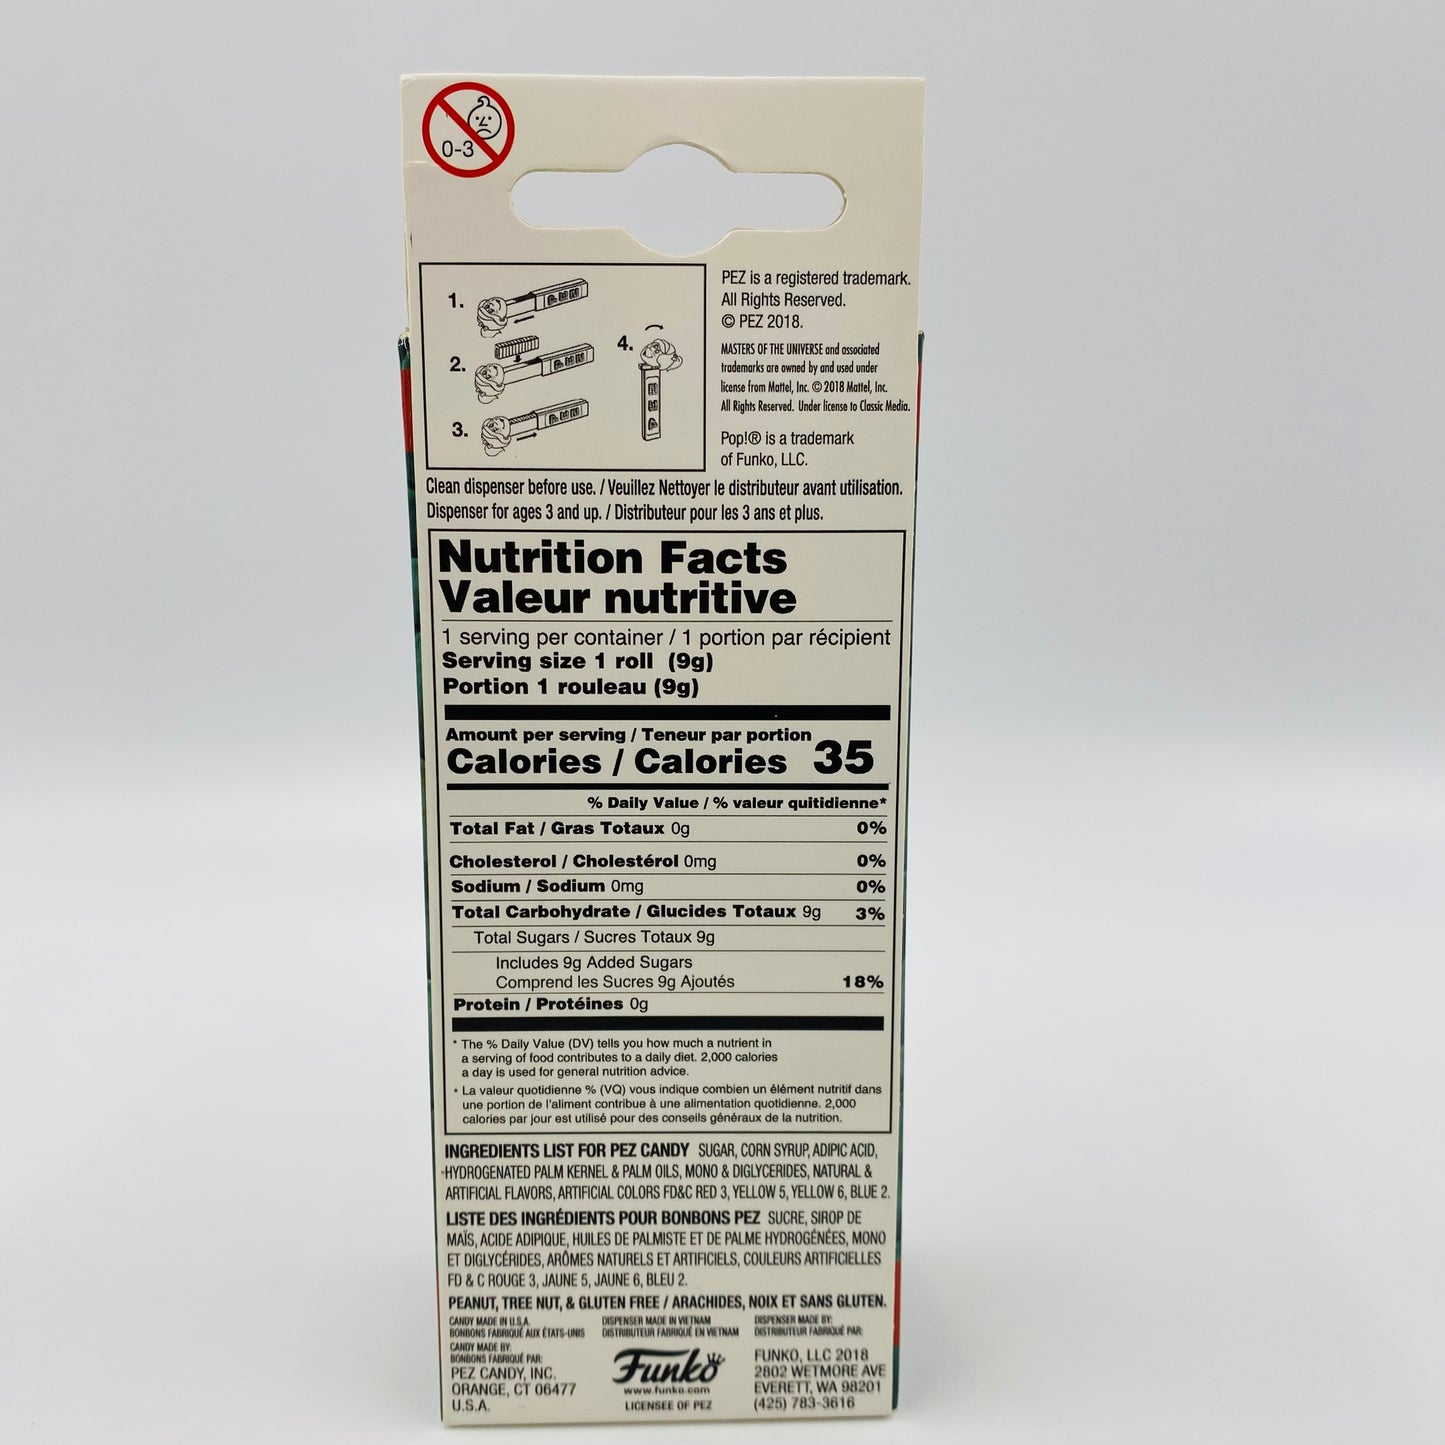 0-3
1.
2.
3.
4.
PEZ is a registered trademark.
All Rights Reserved.
© PEZ 2018.
MASTERS OF THE UNIVERSE and associated
trademarks are owned by and used under
license from Mattel, Inc. © 2018 Mattel, Inc.
All Rights Reserved. Under license to Classic Media.
Pop!® is a trademark
of Funko, LLC.
Clean dispenser before use. / Veuillez Nettoyer le distributeur avant utilisation.
Dispenser for ages 3 and up. / Distributeur pour les 3 ans et plus.
Nutrition Facts
Valeur nutritive
1 serving per container / 1 portion par récipient
Serving size 1 roll (9g)
Portion 1 rouleau (9g)
Amount per serving / Teneur par portion
Calories / Calories 35
% Daily Value / % valeur quitidienne*
Total Fat / Gras Totaux 0g 0%
Cholesterol / Cholestérol 0mg 0%
Sodium / Sodium 0mg 0%
Total Carbohydrate / Glucides Totaux 9g 3%
Total Sugars / Sucres Totaux 9g
Includes 9g Added Sugars
Comprend les Sucres 9g Ajoutés 18%
Protein / Protéines 0g
* The % Daily Value (DV) tells you how much a nutrient in
a serving of food contributes to a daily diet. 2,000 calories
a day is used for general nutrition advice.
* La valeur quotidienne % (VQ) vous indique combien un élément nutritif dans
une portion de l'aliment contribue à une alimentation quotidienne. 2,000
calories par jour est utilisé pour des conseils généraux de la nutrition.
INGREDIENTS LIST FOR PEZ CANDY SUGAR, CORN SYRUP, ADIPIC ACID,
HYDROGENATED PALM KERNEL & PALM OILS, MONO & DIGLYCERIDES, NATURAL &
ARTIFICIAL FLAVORS, ARTIFICIAL COLORS FD&C RED 3, YELLOW 5, YELLOW 6, BLUE 2.
LISTE DES INGRÉDIENTS POUR BONBONS PEZ SUCRE, SIROP DE
MAÏS, ACIDE ADIPIQUE, HUILES DE PALMISTE ET DE PALME HYDROGÉNÉES, MONO
ET DIGLYCÉRIDES, ARÔMES NATURELS ET ARTIFICIELS, COULEURS ARTIFICIELLES
FD & C ROUGE 3, JAUNE 5, JAUNE 6, BLEU 2.
PEANUT, TREE NUT, & GLUTEN FREE / ARACHIDES, NOIX ET SANS GLUTEN.
CANDY MADE IN U.S.A.
BONBONS FABRIQUÉ AUX ÉTATS-UNIS
CANDY MADE BY:
BONBONS FABRIQUÉ PAR:
PEZ CANDY, INC.
ORANGE, CT 06477
U.S.A.
DISPENSER MADE IN VIETNAM
DISTRIBUTEUR FABRIQUÉ EN VIETNAM
Funko
www.funko.com
LICENSEE OF PEZ
DISPENSER MADE BY:
DISTRIBUTEUR FABRIQUÉ PAR:
FUNKO, LLC 2018
2802 WETMORE AVE
EVERETT, WA 98201
(425) 783-3616